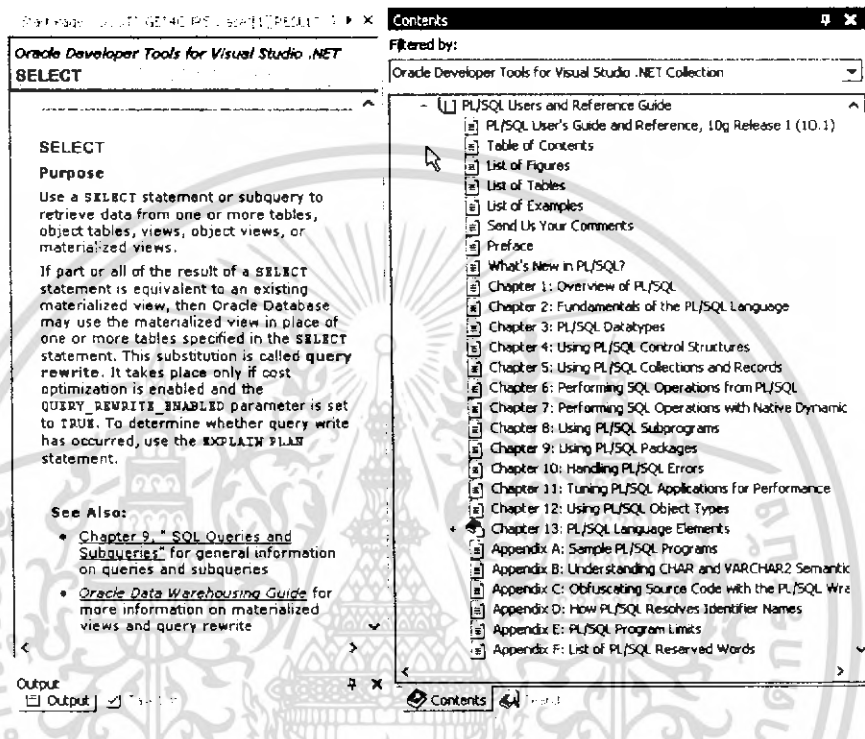 Oracle Developer Tools for Visual Studio .NET
SELECT
SELECT
Purpose
Use a SELECT statement or subquery to
retrieve data from one or more tables,
object tables, views, object views, or
materialized views.
If part or all of the result of a SELECT
statement is equivalent to an existing
materialized view, then Oracle Database
may use the materialized view in place of
one or more tables specified in the SELECT
statement. This substitution is called query
rewrite. It takes place only if cost
optimization is enabled and the
QUERY_REWRITE_ENABLED parameter is set
to TRUE. To determine whether query write
has occurred, use the EXPLAIN PLAN
statement.
See Also:
Chapter 9, " SQL Queries and
Subqueries" for general information
on queries and subqueries
Oracle Data Warehousing Guide for
more information on materialized
views and query rewrite
Output
Output
Contents
Filtered by:
Oracle Developer Tools for Visual Studio .NET Collection
PL/SQL Users and Reference Guide
PL/SQL User's Guide and Reference, 10g Release 1 (10.1)
Table of Contents
List of Figures
List of Tables
List of Examples
Send Us Your Comments
Preface
What's New in PL/SQL?
Chapter 1: Overview of PL/SQL
Chapter 2: Fundamentals of the PL/SQL Language
Chapter 3: PL/SQL Datatypes
Chapter 4: Using PL/SQL Control Structures
Chapter 5: Using PL/SQL Collections and Records
Chapter 6: Performing SQL Operations from PL/SQL
Chapter 7: Performing SQL Operations with Native Dynamic
Chapter 8: Using PL/SQL Subprograms
Chapter 9: Using PL/SQL Packages
Chapter 10: Handling PL/SQL Errors
Chapter 11: Tuning PL/SQL Applications for Performance
Chapter 12: Using PL/SQL Object Types
Chapter 13: PL/SQL Language Elements
Appendix A: Sample PL/SQL Programs
Appendix B: Understanding CHAR and VARCHAR2 Semantic
Appendix C: Obfuscating Source Code with the PL/SQL Wra
Appendix D: How PL/SQL Resolves Identifier Names
Appendix E: PL/SQL Program Limits
Appendix F: List of PL/SQL Reserved Words
Contents